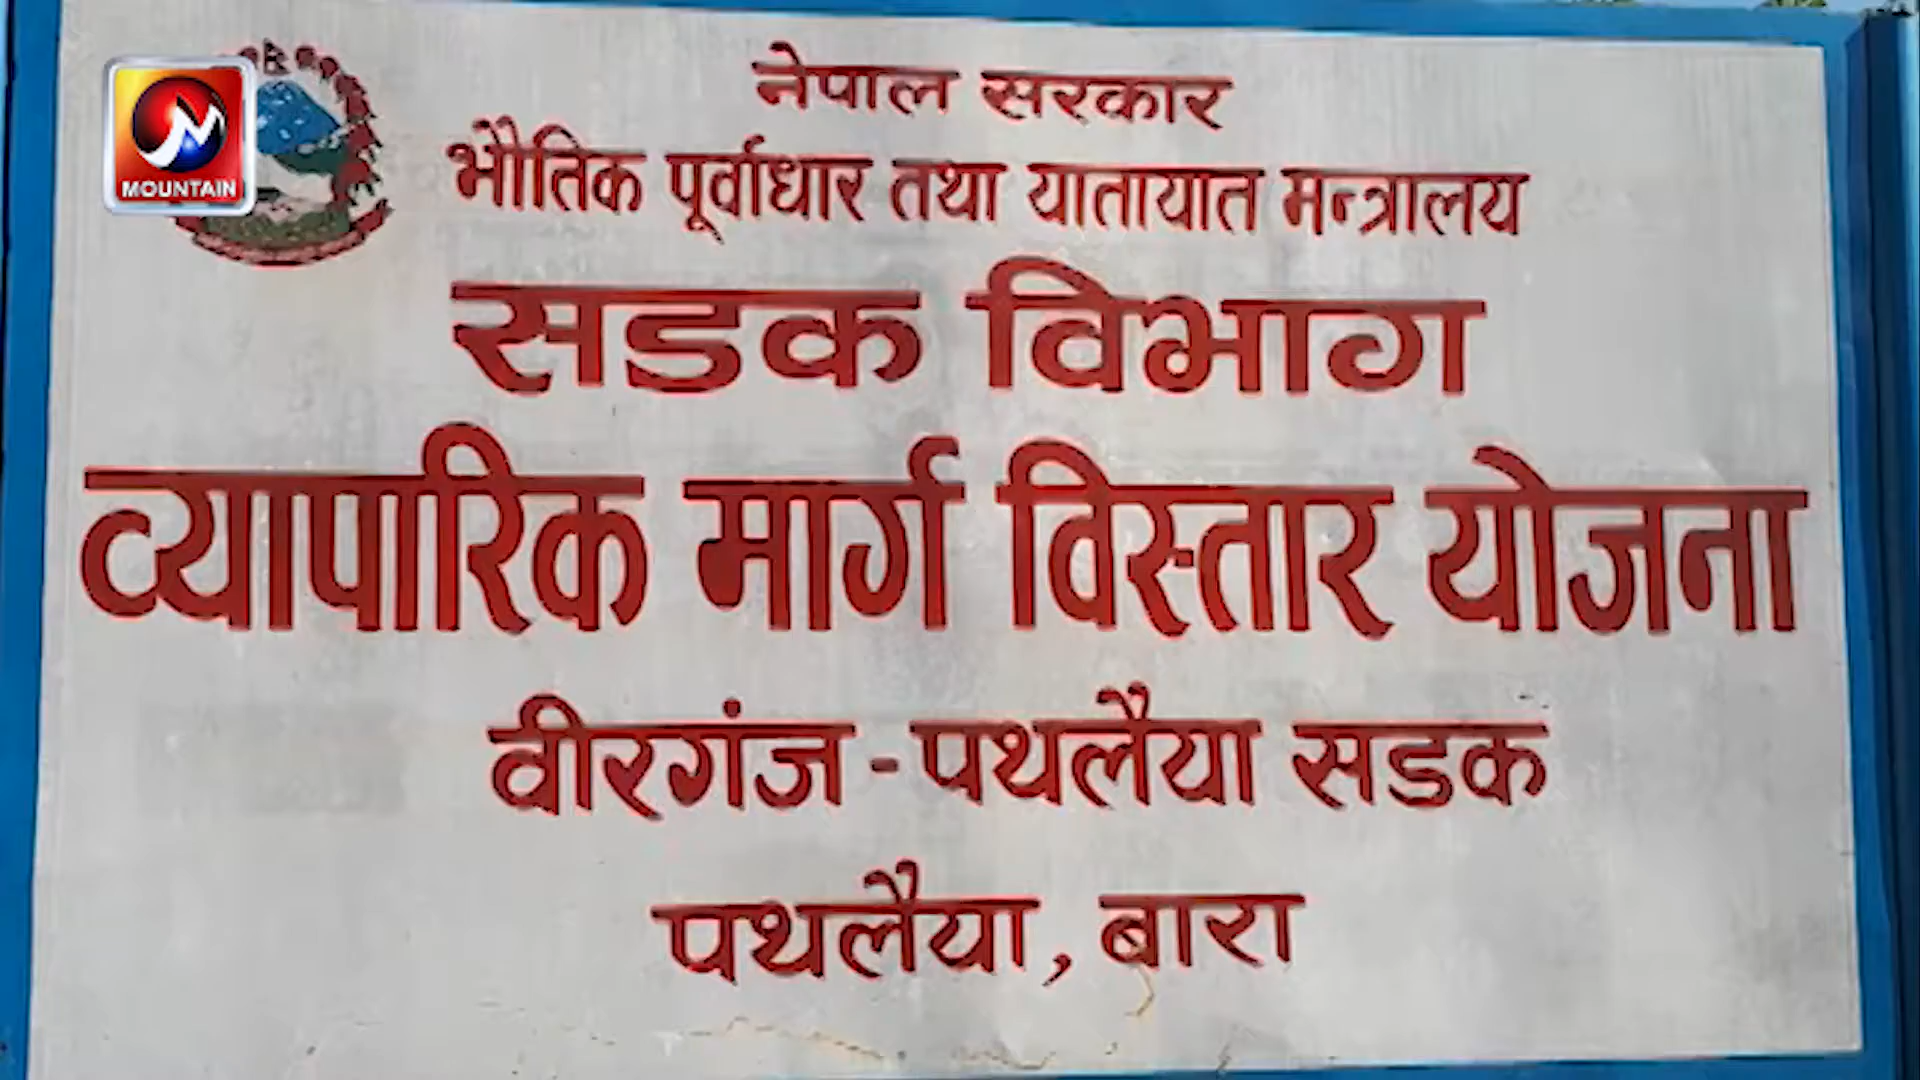 MOUNTAIN
नेपाल सरकार
भौतिक पूर्वाधार तथा यातायात मन्त्रालय
सडक विभाग
व्यापारिक मार्ग विस्तार योजना
वीरगंज - पथलैया सडक
पथलैया, बारा